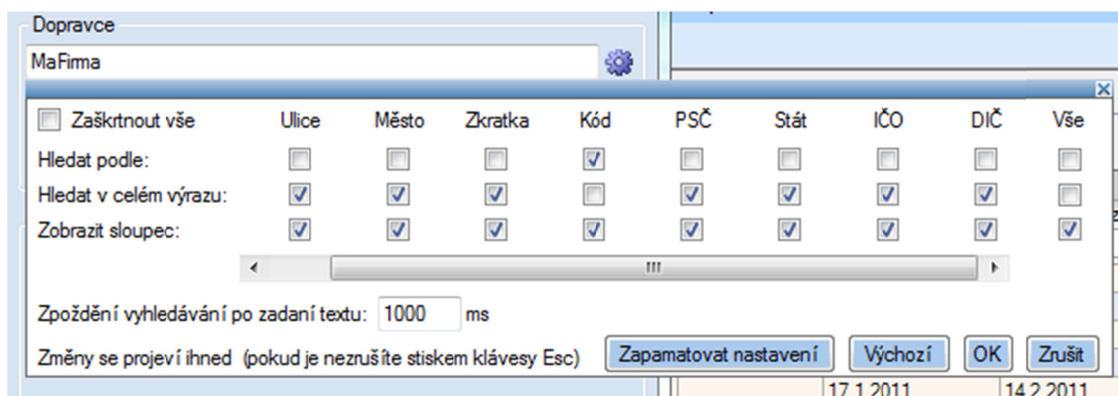 Dopravce
MaFirma
Zaškrtnout vše Ulice Město Zkratka Kód PSČ Stát IČO DIČ Vše
Hledat podle:
Hledat v celém výrazu:
Zobrazit sloupec:
Zpoždění vyhledávání po zadaní textu: 1000 ms
Změny se projeví ihned (pokud je nezrušíte stiskem klávesy Esc) Zapamatovat nastavení Výchozí OK Zrušit
17.1.2011 14.2.2011